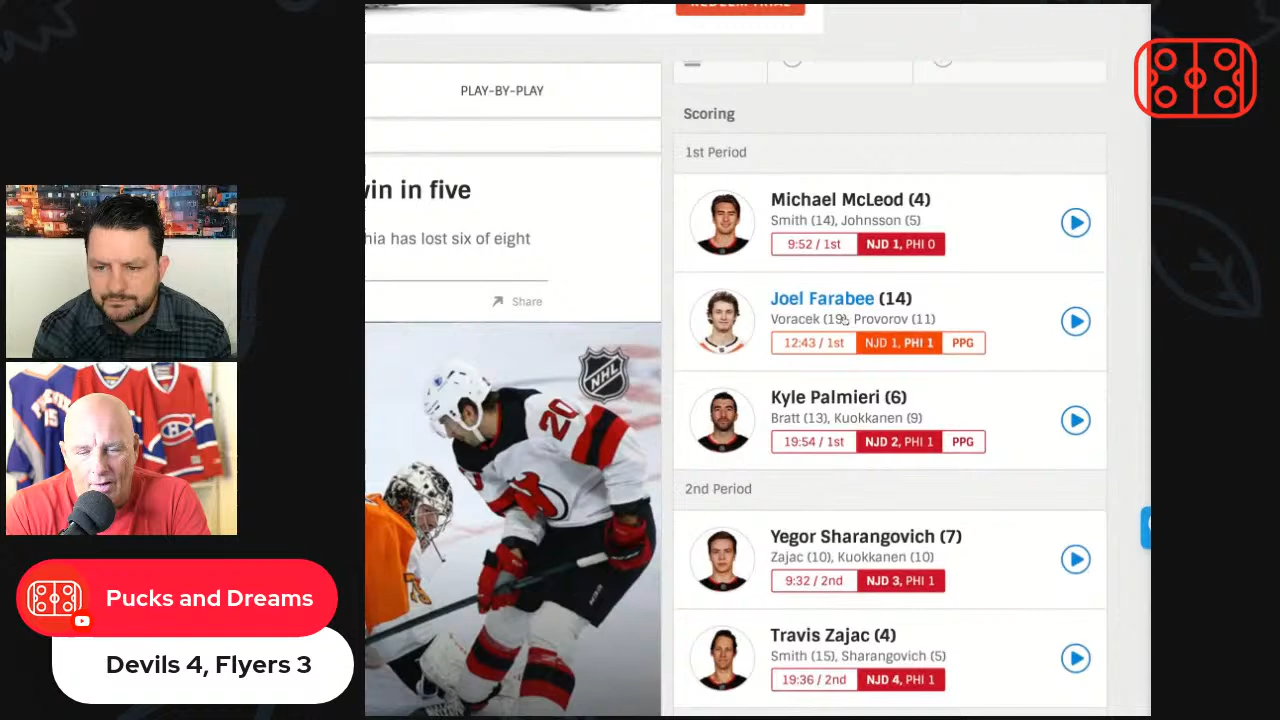 REDEEM TRIAL
PLAY-BY-PLAY
Scoring
1st Period
win in five
Michael McLeod (4)
Smith (14), Johnsson (5)
9:52 / 1st NJD 1, PHI 0
hia has lost six of eight
Share
Joel Farabee (14)
Voracek (19), Provorov (11)
12:43 / 1st NJD 1, PHI 1 PPG
NHL
20
Kyle Palmieri (6)
Bratt (13), Kuokkanen (9)
19:54 / 1st NJD 2, PHI 1 PPG
2nd Period
Yegor Sharangovich (7)
Zajac (10), Kuokkanen (10)
9:32 / 2nd NJD 3, PHI 1
Travis Zajac (4)
Smith (15), Sharangovich (5)
19:36 / 2nd NJD 4, PHI 1
15
Pucks and Dreams
Devils 4, Flyers 3